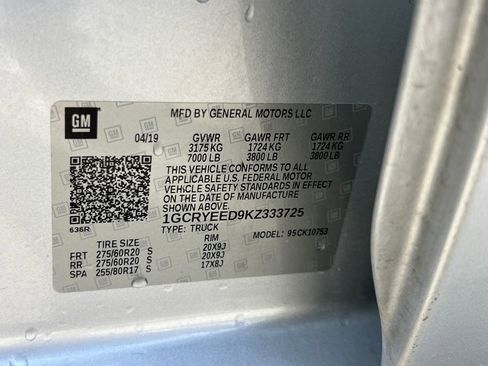 GM
MFD BY GENERAL MOTORS LLC
04/19 GVWR GAWR FRT GAWR RR
3175 KG 1724 KG 1724 KG
7000 LB 3800 LB 3800 LB
THIS VEHICLE CONFORMS TO ALL
APPLICABLE U.S. FEDERAL MOTOR
VEHICLE SAFETY STANDARDS IN EFFECT
ON THE DATE OF MANUFACTURE
SHOWN ABOVE.
1GCRYEED9KZ333725
636R
TYPE: TRUCK MODEL: 95CK10753
TIRE SIZE RIM
FRT 275/60R20 S 20X9J
RR 275/60R20 S 20X9J
SPA 255/80R17 S 17X8J